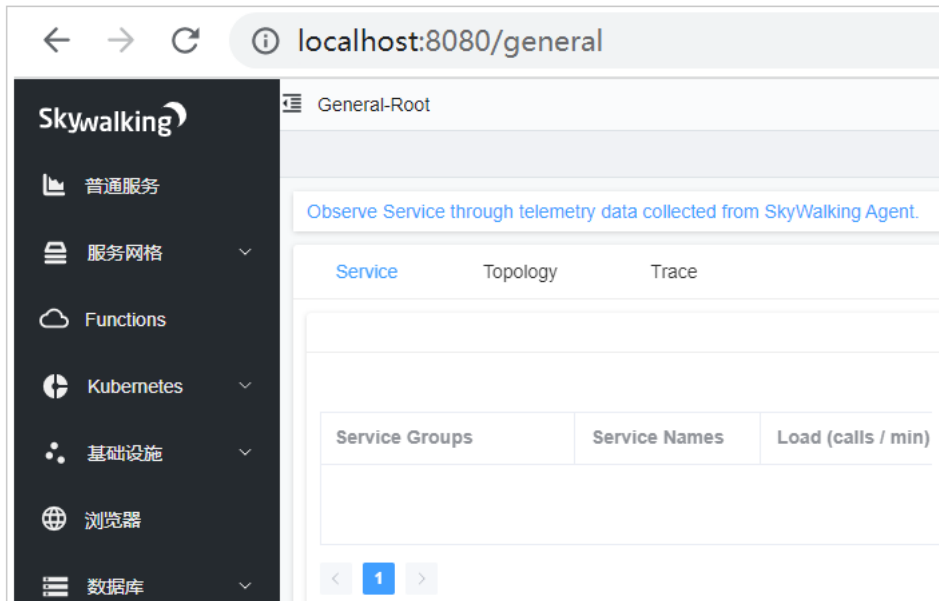 localhost:8080/general
Skywalking
General-Root
普通服务
Observe Service through telemetry data collected from SkyWalking Agent.
服务网格
Service Topology Trace
Functions
Kubernetes
Service Groups Service Names Load (calls / min)
基础设施
浏览器
数据库
1